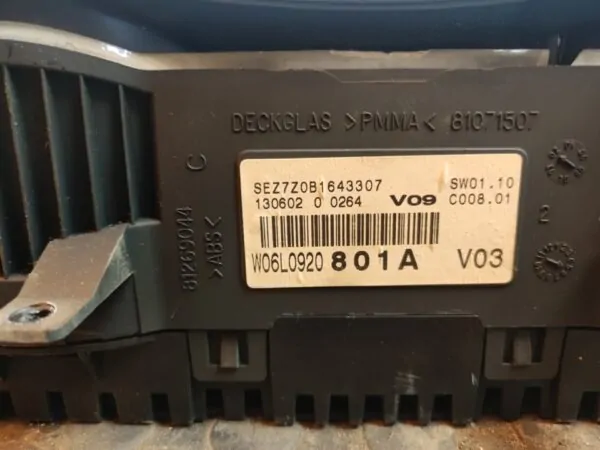 DECKGLAS >PMMA< 81071507
SEZ7Z0B1643307 SW01.10
130602 0 0264 V09 C008.01
W06L0920 801A V03
81269044 C
>ABS<
2